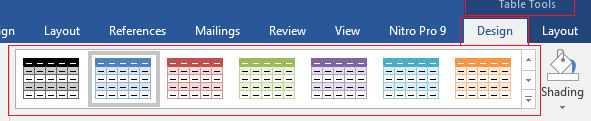 Table Tools
gn Layout References Mailings Review View Nitro Pro 9 Design Layout
Shading